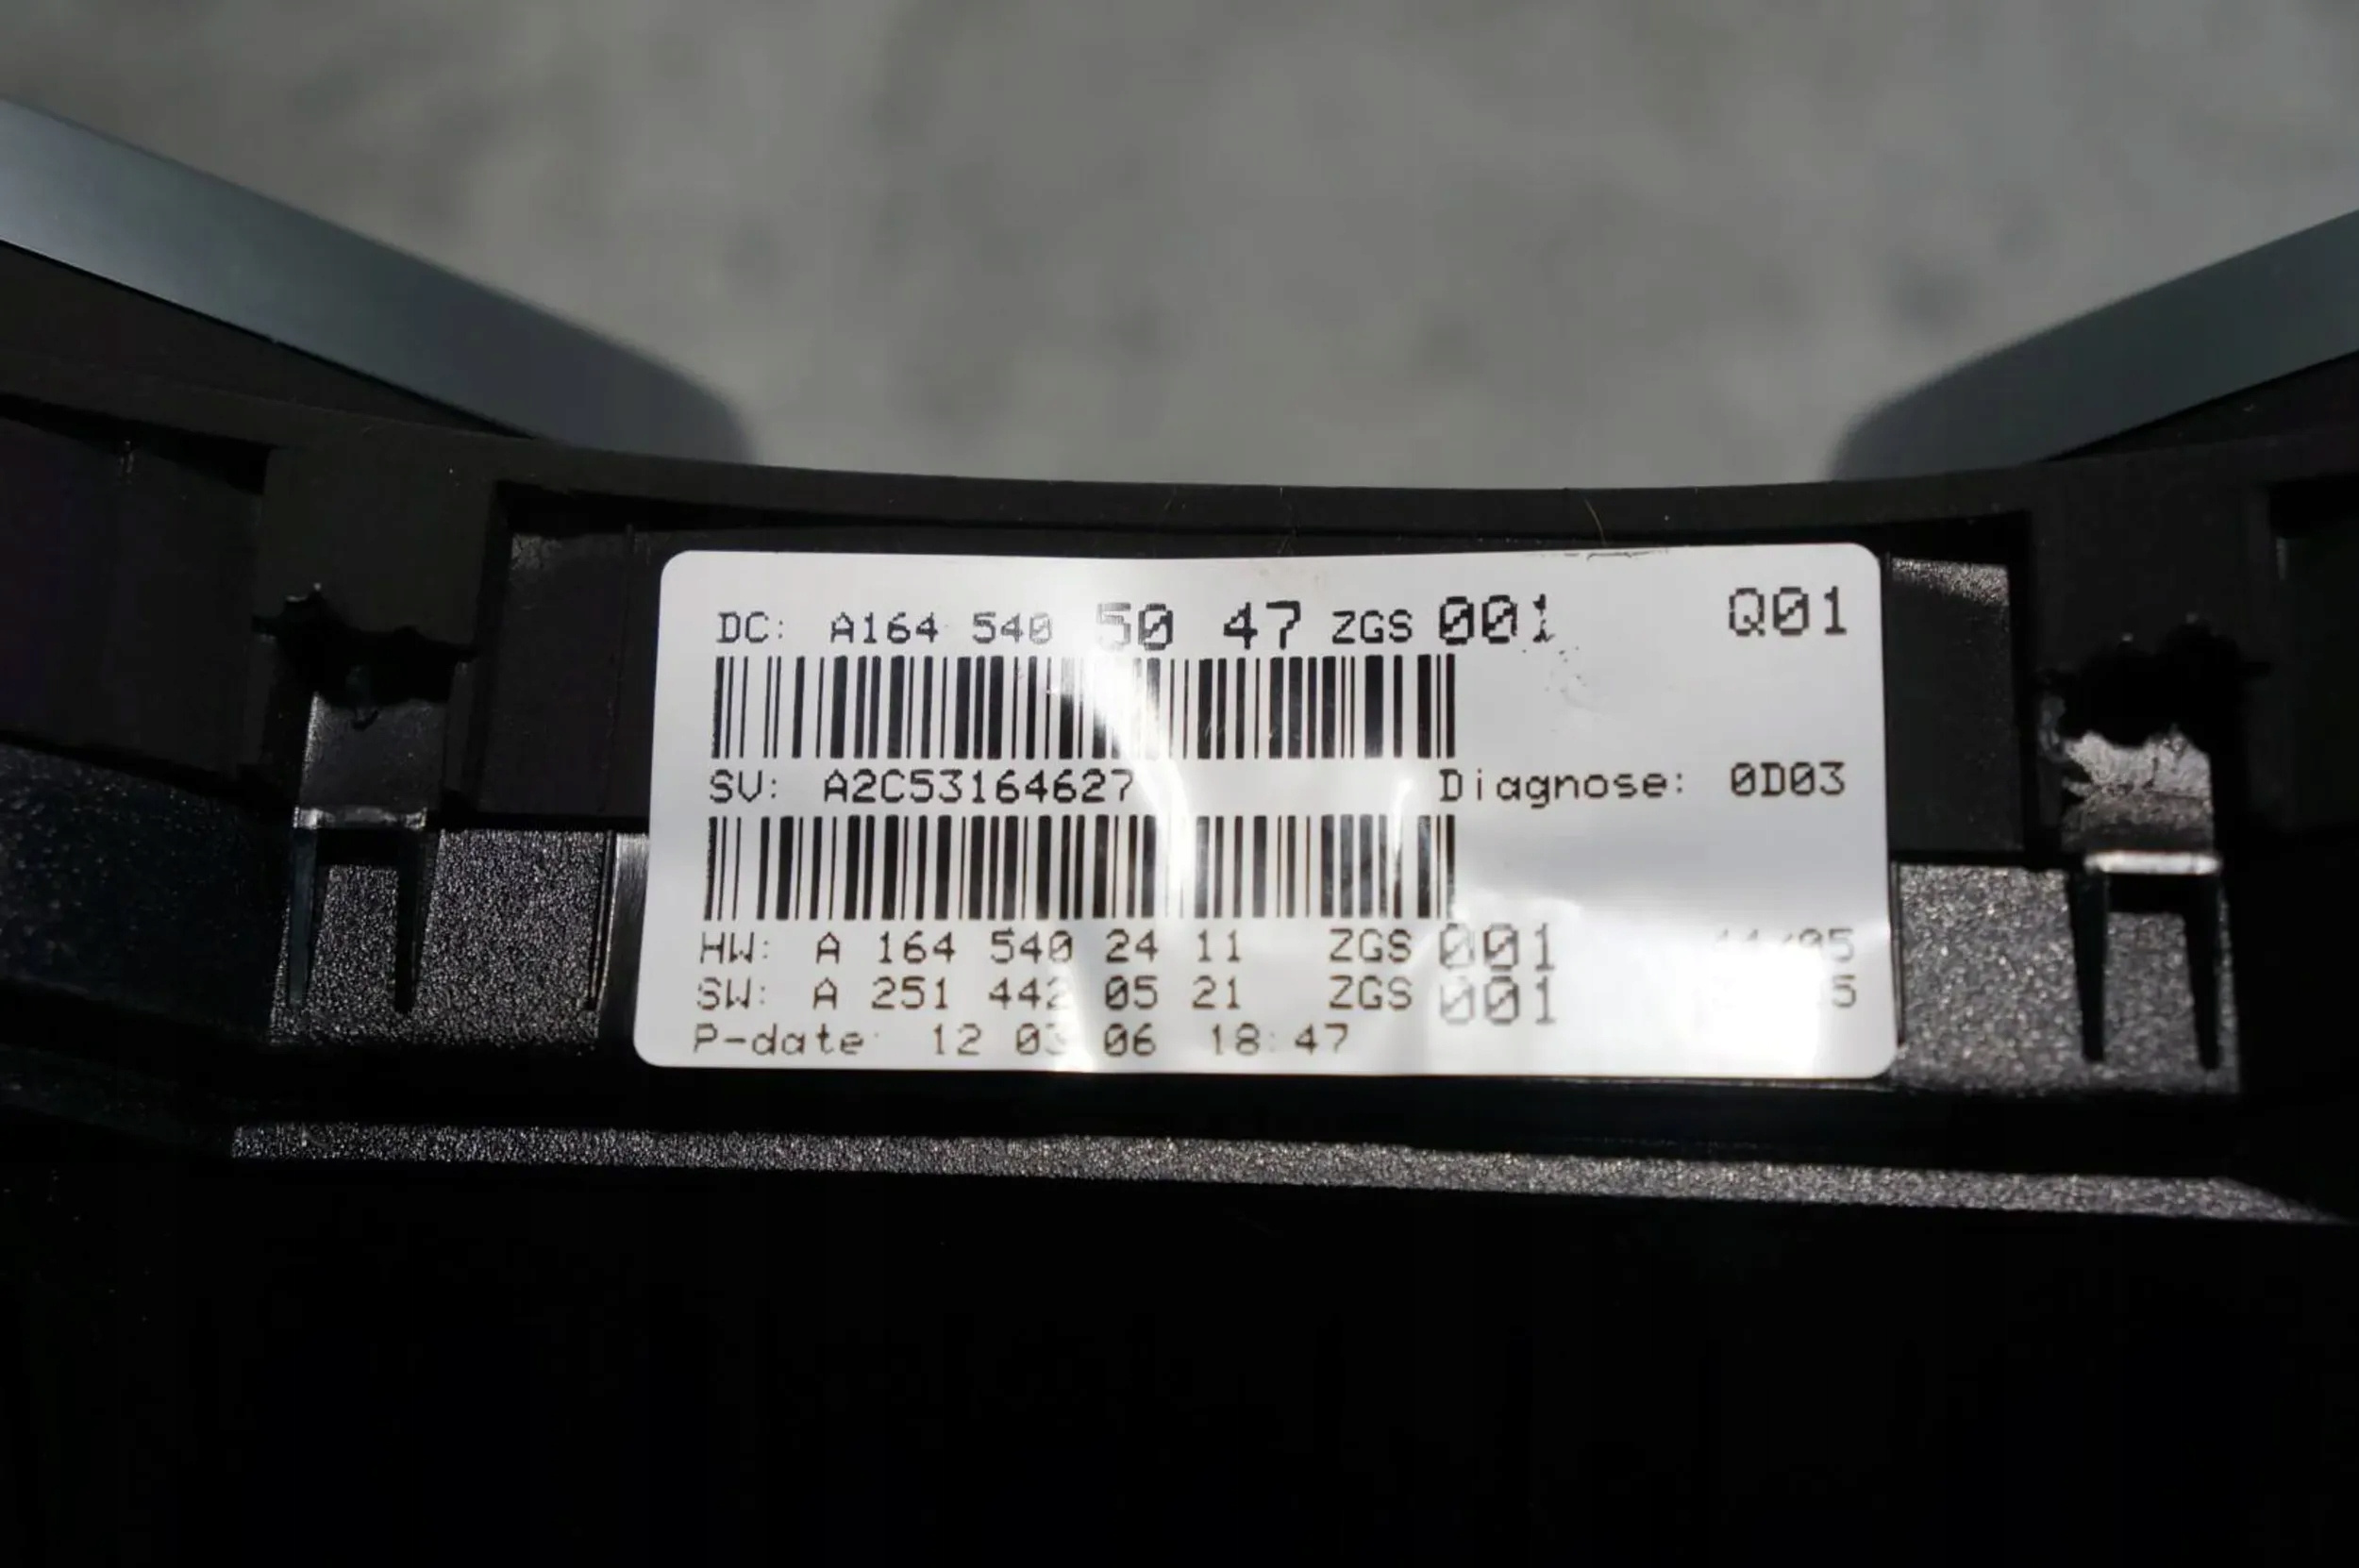 DC: A164 540 50 47 ZGS 001 Q01
SV: A2C53164627 Diagnose: 0D03
HW: A 164 540 24 11 ZGS 001
SW: A 251 442 05 21 ZGS 001
P-date: 12 03 06 18:47